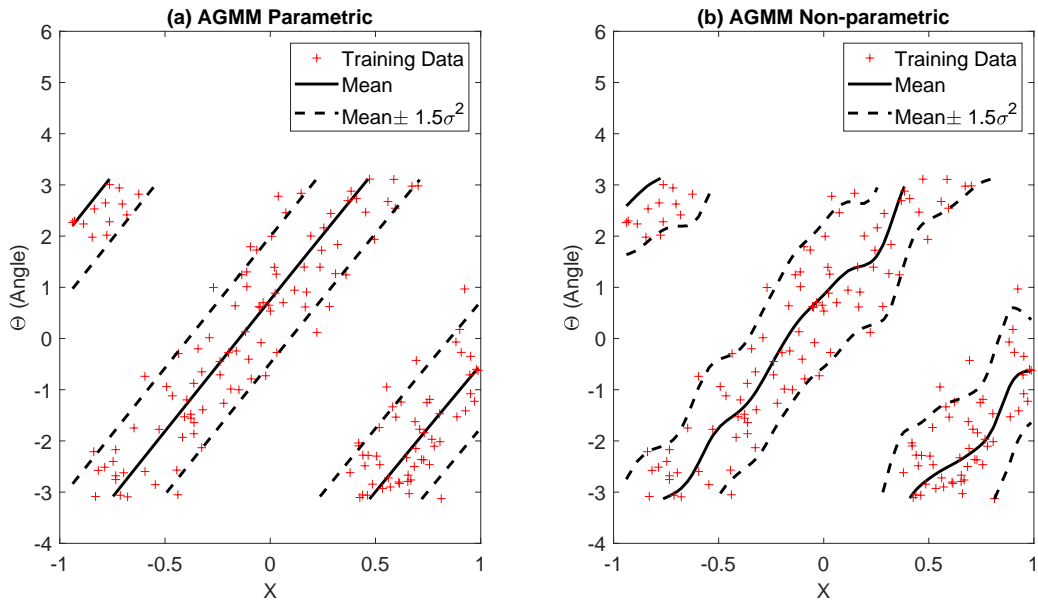 (a) AGMM Parametric
6
5
4
3
2
1
0
-1
-2
-3
-4
Θ (Angle)
-1
-0.5
0
0.5
1
X
Training Data
Mean
Mean± 1.5σ²
(b) AGMM Non-parametric
6
5
4
3
2
1
0
-1
-2
-3
-4
Θ (Angle)
-1
-0.5
0
0.5
1
X
Training Data
Mean
Mean± 1.5σ²